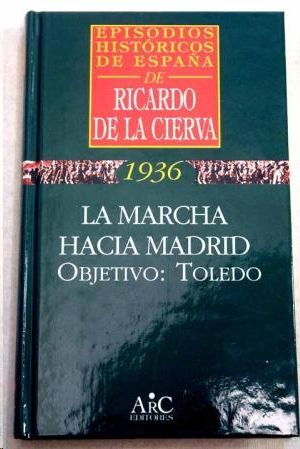 EPISODIOS
HISTÓRICOS
DE ESPAÑA
DE
RICARDO
DE LA CIERVA
1936
LA MARCHA
HACIA MADRID
OBJETIVO: TOLEDO
ARC
EDITORES